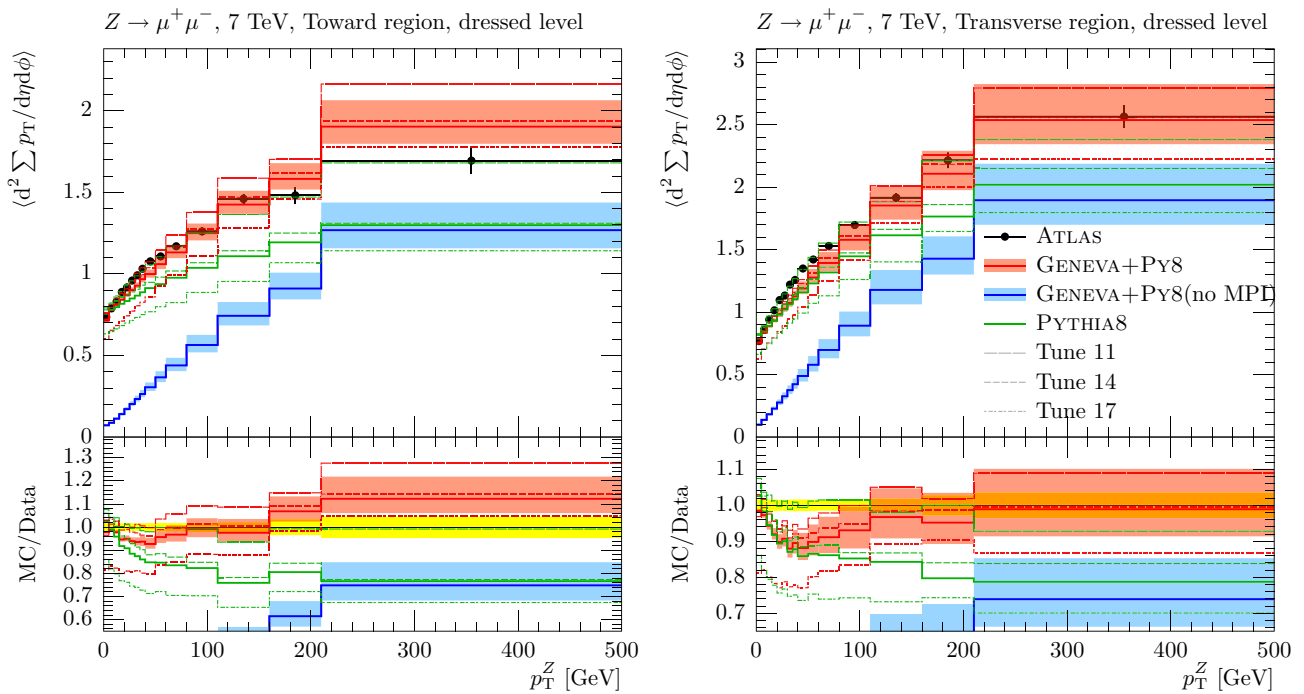 Z → μ⁺μ⁻, 7 TeV, Toward region, dressed level
⟨d² ∑ p_T/dηdφ⟩
2
1.5
1
0.5
0
MC/Data
1.3
1.2
1.1
1.0
0.9
0.8
0.7
0.6
0
100
200
300
400
500
p_T^Z [GeV]
Z → μ⁺μ⁻, 7 TeV, Transverse region, dressed level
⟨d² ∑ p_T/dηdφ⟩
3
2.5
2
1.5
1
0.5
0
ATLAS
GENEVA+PY8
GENEVA+PY8(no MPI)
PYTHIA8
Tune 11
Tune 14
Tune 17
MC/Data
1.1
1.0
0.9
0.8
0.7
0
100
200
300
400
500
p_T^Z [GeV]